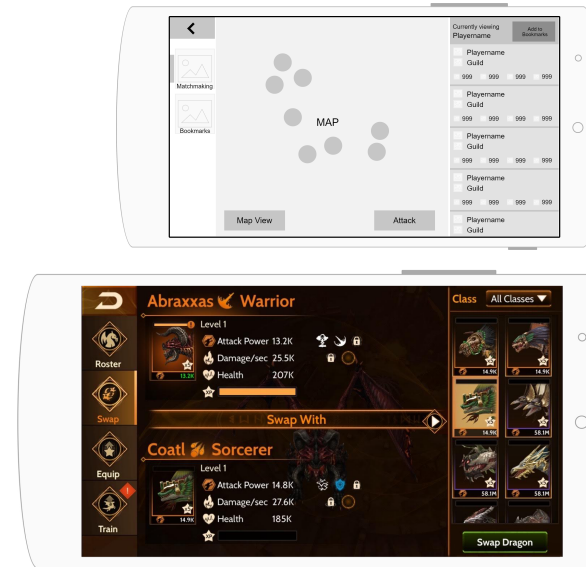 Currently viewing
Playername
Add to
Bookmarks
Matchmaking
Bookmarks
MAP
Map View
Attack
Playername
Guild
999 999 999 999
Playername
Guild
999 999 999 999
Playername
Guild
999 999 999 999
Playername
Guild
999 999 999 999
Playername
Guild
Roster
Swap
Equip
Train
!
Abraxxas Warrior
Level 1
Attack Power 13.2K
Damage/sec 25.5K
Health 207K
13.2K
Swap With
Coatl Sorcerer
Level 1
Attack Power 14.8K
Damage/sec 27.6K
Health 185K
14.9K
Class All Classes
14.9K 14.9K
14.9K 58.1M
58.1M 58.1M
Swap Dragon